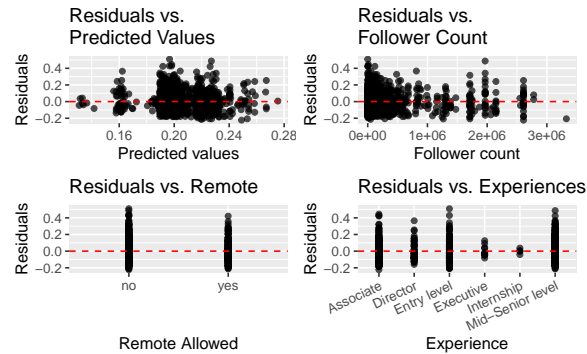 Residuals vs.
Predicted Values
Residuals
0.4
0.2
0.0
−0.2
0.16
0.20
0.24
0.28
Predicted values
Residuals vs.
Follower Count
Residuals
0.4
0.2
0.0
−0.2
0e+00
1e+06
2e+06
3e+06
Follower count
Residuals vs. Remote
Residuals
0.4
0.2
0.0
−0.2
no
yes
Remote Allowed
Residuals vs. Experiences
Residuals
0.4
0.2
0.0
−0.2
Associate
Director
Entry level
Executive
Internship
Mid−Senior level
Experience